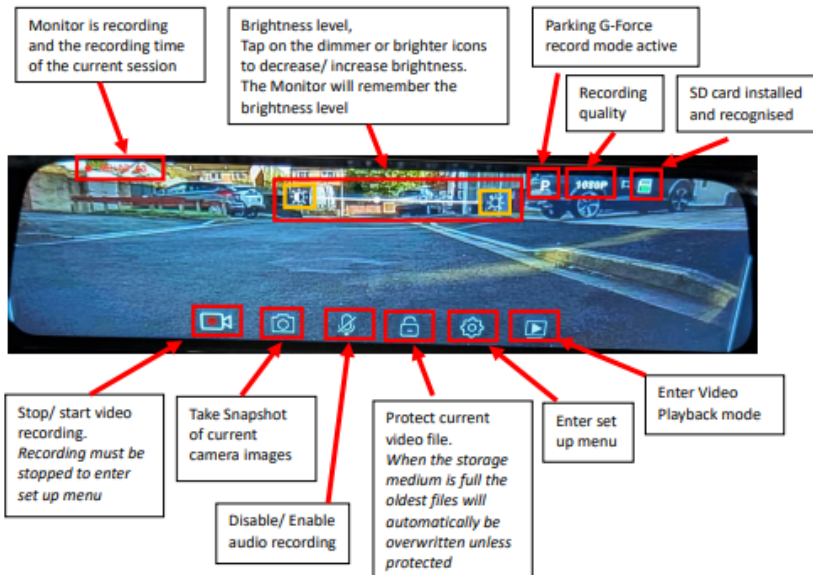 Monitor is recording
and the recording time
of the current session
Brightness level,
Tap on the dimmer or brighter icons
to decrease/ increase brightness.
The Monitor will remember the
brightness level
Parking G-Force
record mode active
Recording
quality
SD card installed
and recognised
P
1080P
Stop/ start video
recording.
Recording must be
stopped to enter
set up menu
Take Snapshot
of current
camera images
Disable/ Enable
audio recording
Protect current
video file.
When the storage
medium is full the
oldest files will
automatically be
overwritten unless
protected
Enter set
up menu
Enter Video
Playback mode